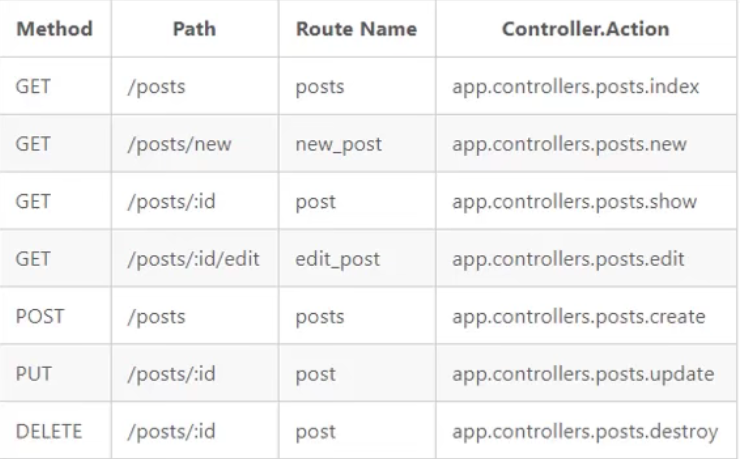 Method Path Route Name Controller.Action
GET /posts posts app.controllers.posts.index
GET /posts/new new_post app.controllers.posts.new
GET /posts/:id post app.controllers.posts.show
GET /posts/:id/edit edit_post app.controllers.posts.edit
POST /posts posts app.controllers.posts.create
PUT /posts/:id post app.controllers.posts.update
DELETE /posts/:id post app.controllers.posts.destroy